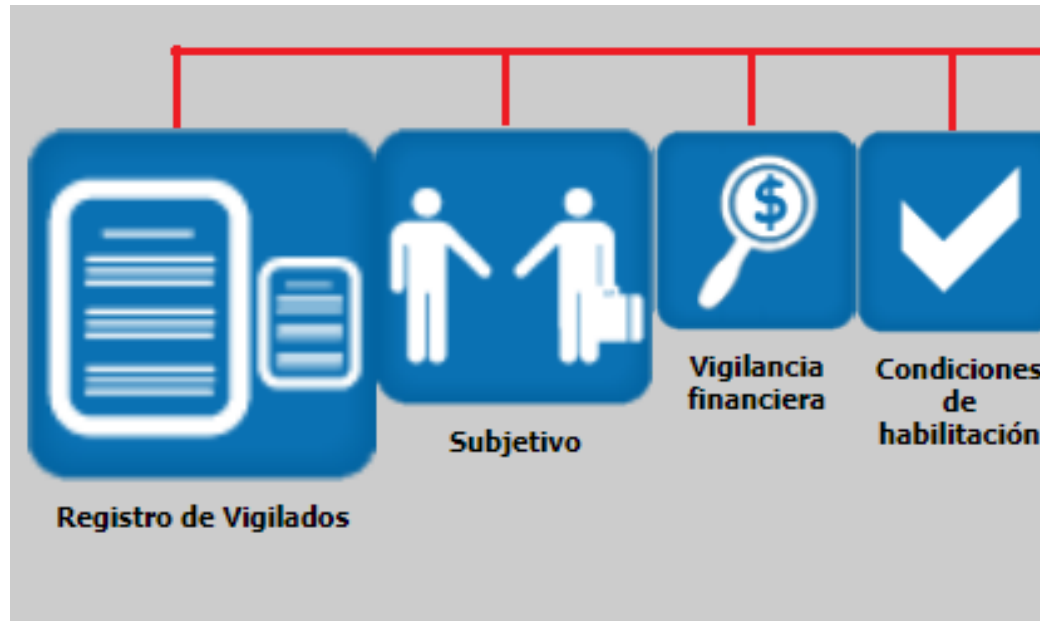 $
Vigilancia
financiera
Condiciones
de
habilitación
Subjetivo
Registro de Vigilados